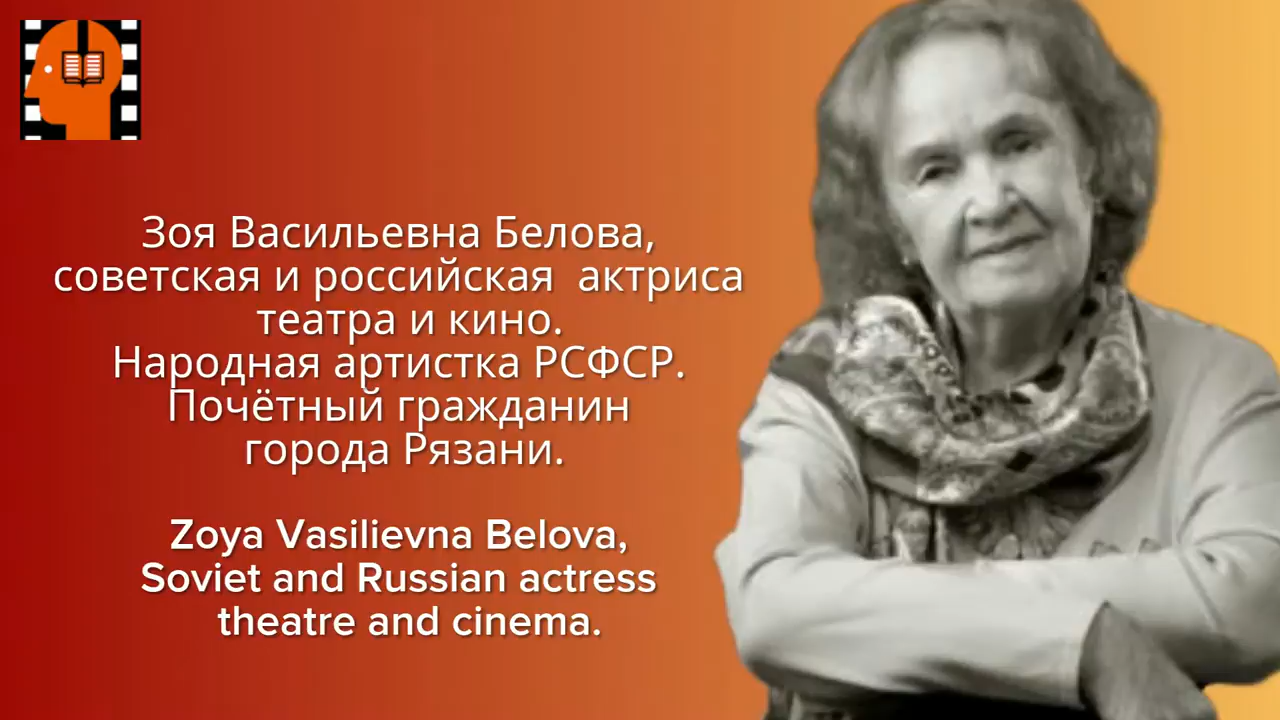 Зоя Васильевна Белова,
советская и российская актриса
театра и кино.
Народная артистка РСФСР.
Почётный гражданин
города Рязани.
Zoya Vasilievna Belova,
Soviet and Russian actress
theatre and cinema.